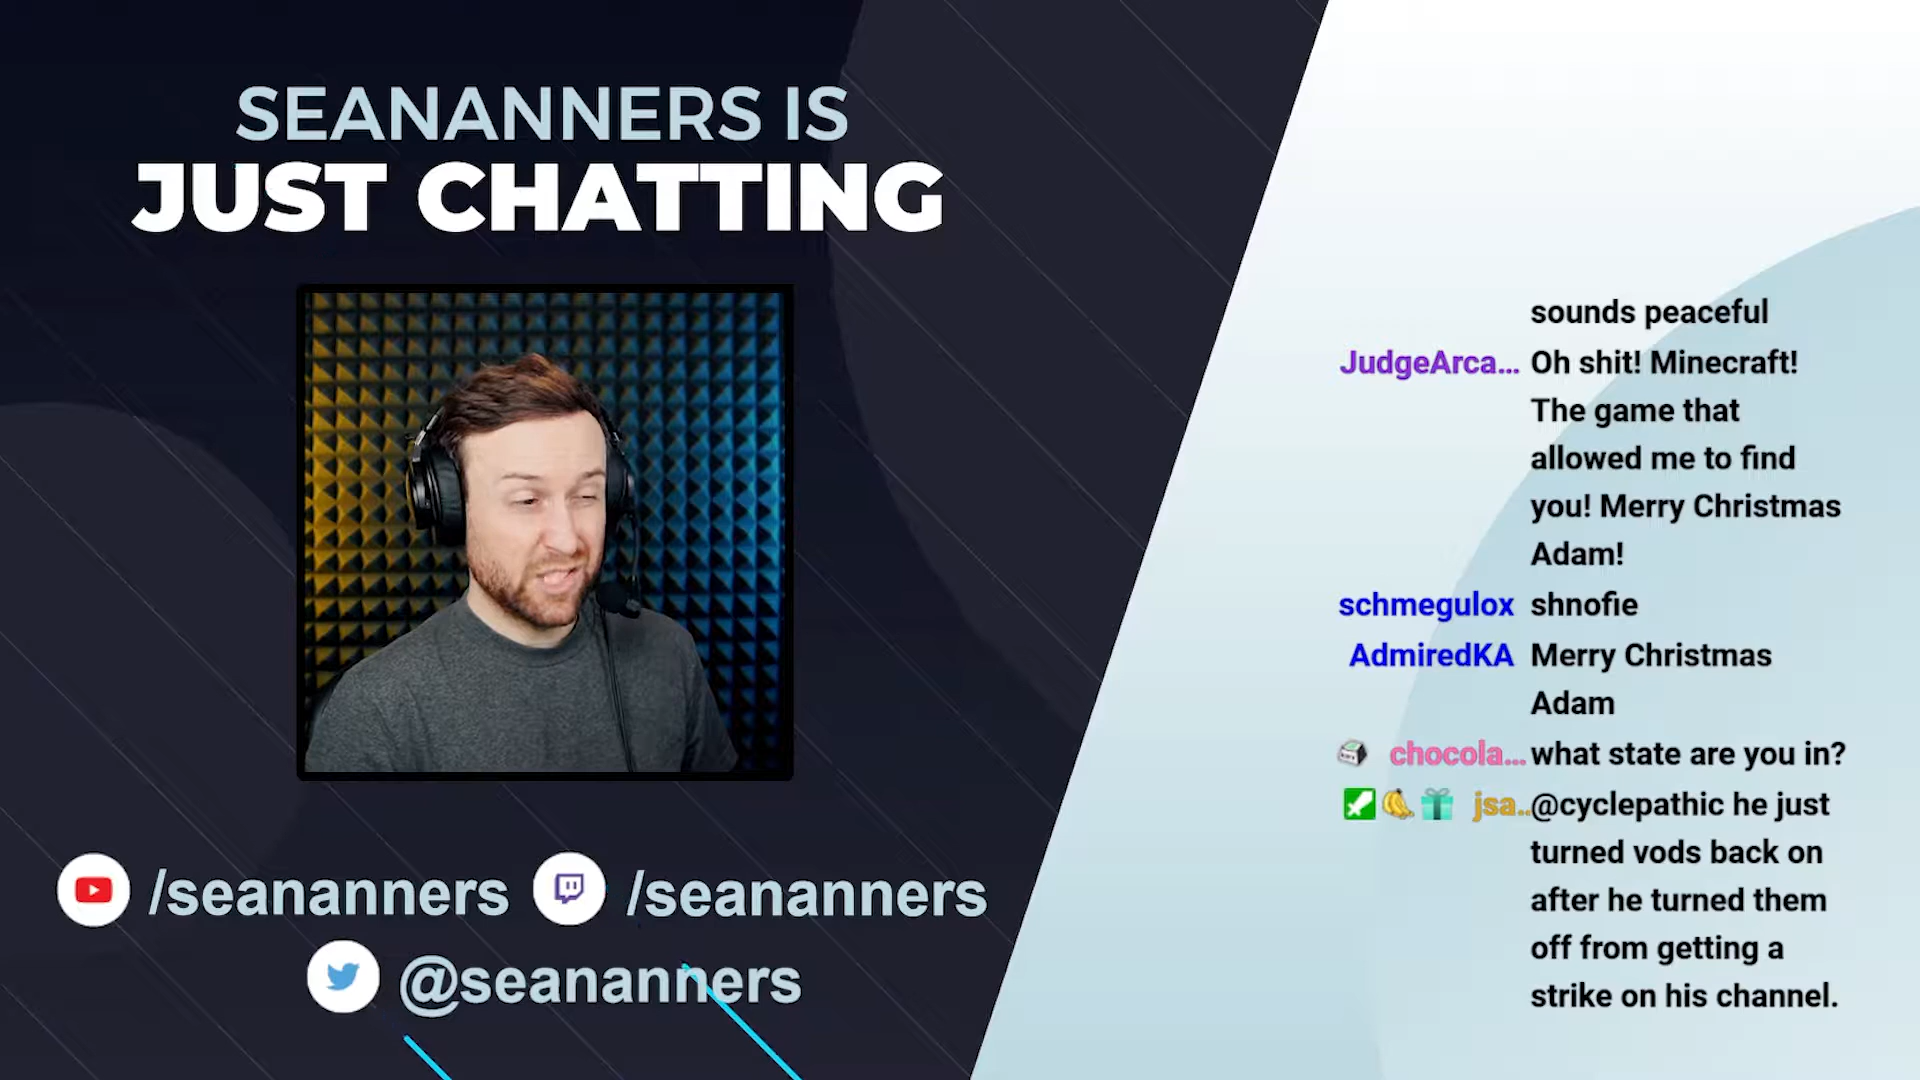 SEANANNERS IS
JUST CHATTING
/seananners /seananners
@seananners
sounds peaceful
JudgeArca... Oh shit! Minecraft!
The game that
allowed me to find
you! Merry Christmas
Adam!
schmegulox shnofie
AdmiredKA Merry Christmas
Adam
chocola... what state are you in?
jsa.. @cyclepathic he just
turned vods back on
after he turned them
off from getting a
strike on his channel.